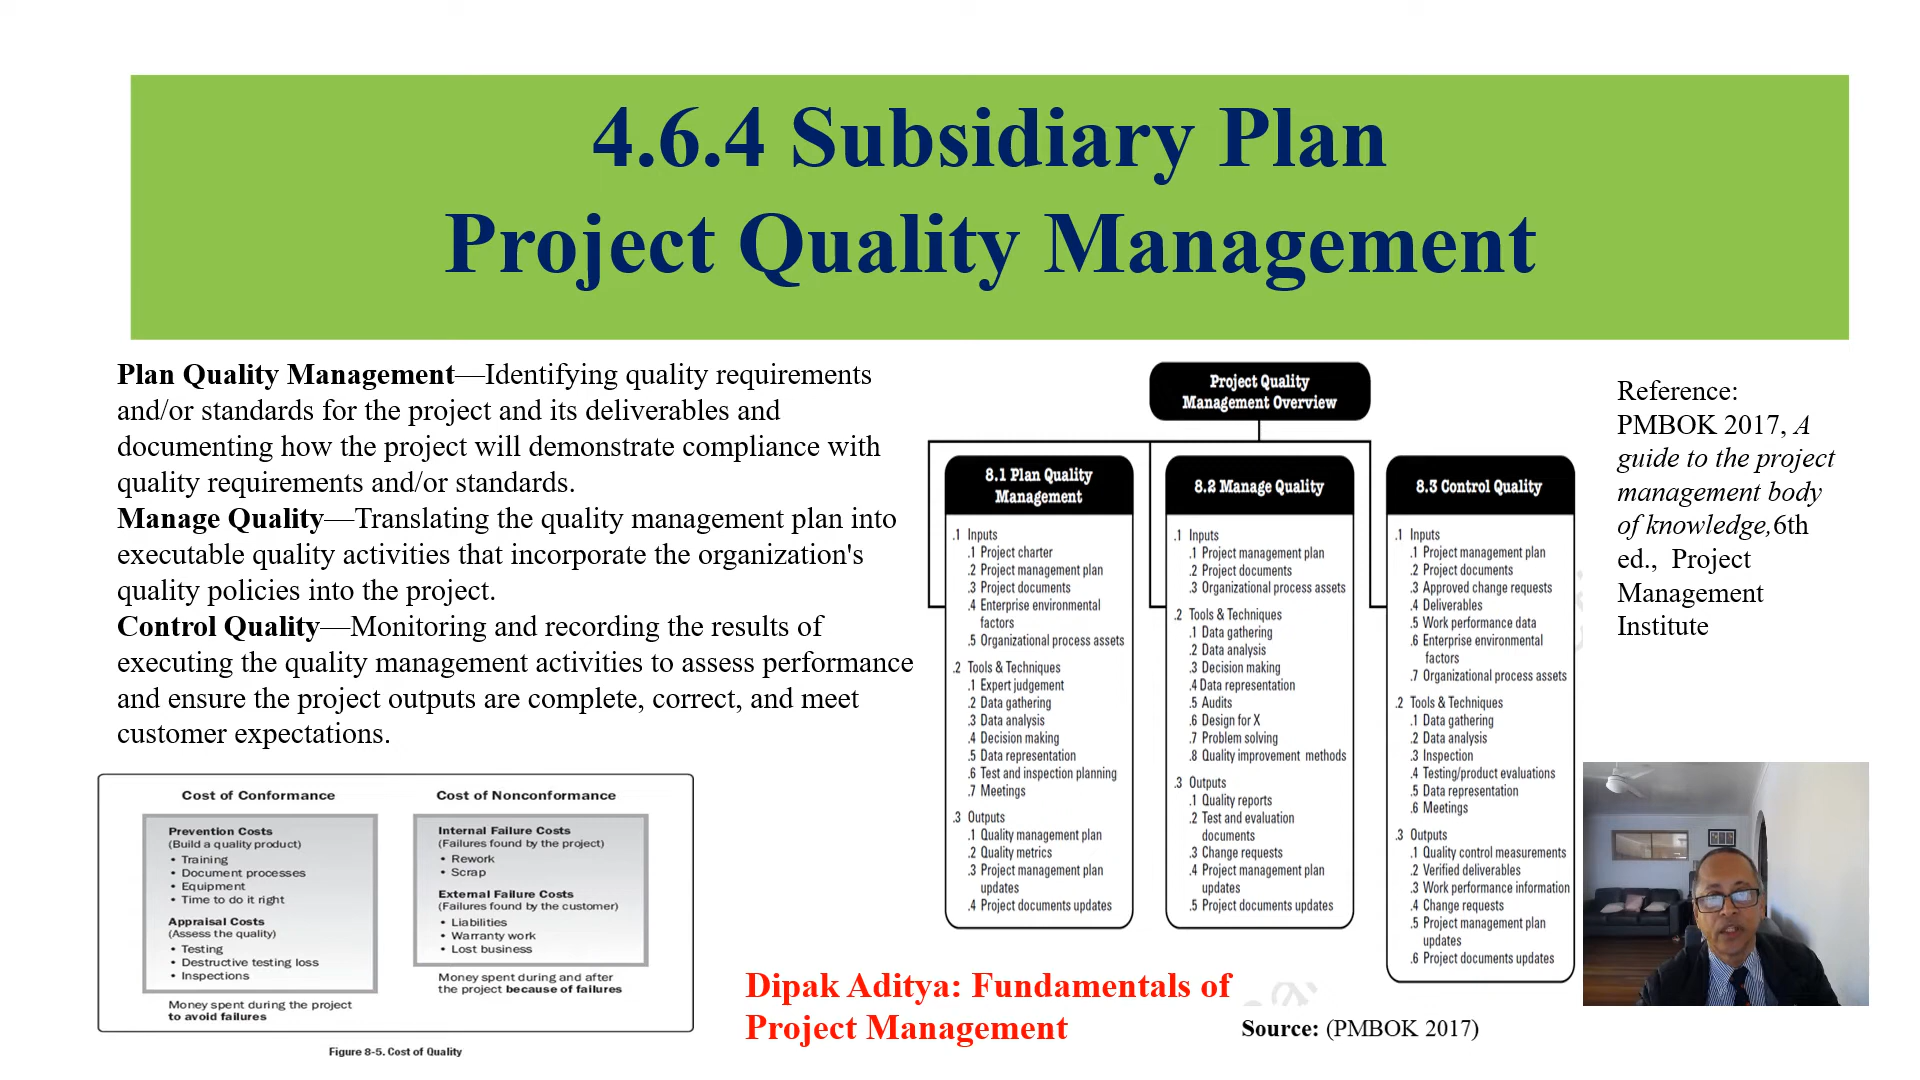 4.6.4 Subsidiary Plan
Project Quality Management
Plan Quality Management—Identifying quality requirements
and/or standards for the project and its deliverables and
documenting how the project will demonstrate compliance with
quality requirements and/or standards.
Manage Quality—Translating the quality management plan into
executable quality activities that incorporate the organization's
quality policies into the project.
Control Quality—Monitoring and recording the results of
executing the quality management activities to assess performance
and ensure the project outputs are complete, correct, and meet
customer expectations.
Cost of Conformance
Prevention Costs
(Build a quality product)
• Training
• Document processes
• Equipment
• Time to do it right
Appraisal Costs
(Assess the quality)
• Testing
• Destructive testing loss
• Inspections
Money spent during the project
to avoid failures
Cost of Nonconformance
Internal Failure Costs
(Failures found by the project)
• Rework
• Scrap
External Failure Costs
(Failures found by the customer)
• Liabilities
• Warranty work
• Lost business
Money spent during and after
the project because of failures
Figure 8-5. Cost of Quality
Project Quality
Management Overview
8.1 Plan Quality
Management
.1 Inputs
.1 Project charter
.2 Project management plan
.3 Project documents
.4 Enterprise environmental
factors
.5 Organizational process assets
.2 Tools & Techniques
.1 Expert judgement
.2 Data gathering
.3 Data analysis
.4 Decision making
.5 Data representation
.6 Test and inspection planning
.7 Meetings
.3 Outputs
.1 Quality management plan
.2 Quality metrics
.3 Project management plan
updates
.4 Project documents updates
8.2 Manage Quality
.1 Inputs
.1 Project management plan
.2 Project documents
.3 Organizational process assets
.2 Tools & Techniques
.1 Data gathering
.2 Data analysis
.3 Decision making
.4 Data representation
.5 Audits
.6 Design for X
.7 Problem solving
.8 Quality improvement methods
.3 Outputs
.1 Quality reports
.2 Test and evaluation
documents
.3 Change requests
.4 Project management plan
updates
.5 Project documents updates
8.3 Control Quality
.1 Inputs
.1 Project management plan
.2 Project documents
.3 Approved change requests
.4 Deliverables
.5 Work performance data
.6 Enterprise environmental
factors
.7 Organizational process assets
.2 Tools & Techniques
.1 Data gathering
.2 Data analysis
.3 Inspection
.4 Testing/product evaluations
.5 Data representation
.6 Meetings
.3 Outputs
.1 Quality control measurements
.2 Verified deliverables
.3 Work performance information
.4 Change requests
.5 Project management plan
updates
.6 Project documents updates
Reference:
PMBOK 2017, A
guide to the project
management body
of knowledge,6th
ed., Project
Management
Institute
Dipak Aditya: Fundamentals of
Project Management
Source: (PMBOK 2017)